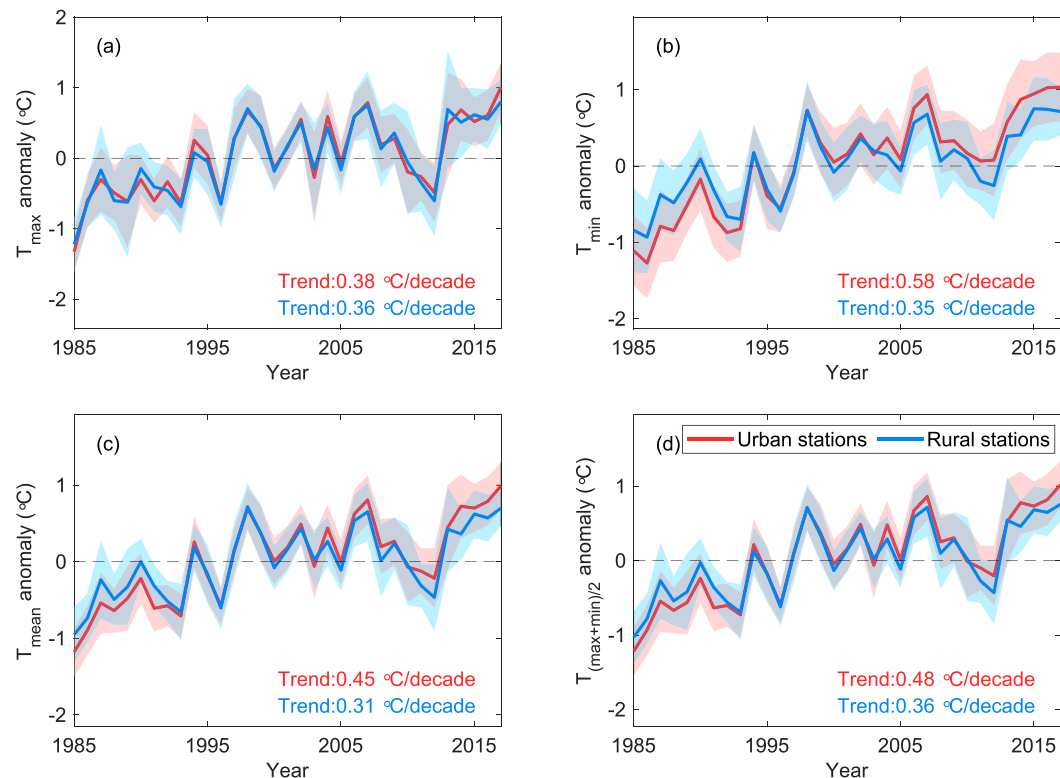 (a)
T_max anomaly (°C)
2
1
0
-1
-2
Trend:0.38 °C/decade
Trend:0.36 °C/decade
1985 1995 2005 2015
Year
(b)
T_min anomaly (°C)
1
0
-1
-2
Trend:0.58 °C/decade
Trend:0.35 °C/decade
1985 1995 2005 2015
Year
(c)
T_mean anomaly (°C)
1
0
-1
-2
Trend:0.45 °C/decade
Trend:0.31 °C/decade
1985 1995 2005 2015
Year
(d)
Urban stations Rural stations
T_(max+min)/2 anomaly (°C)
1
0
-1
-2
Trend:0.48 °C/decade
Trend:0.36 °C/decade
1985 1995 2005 2015
Year